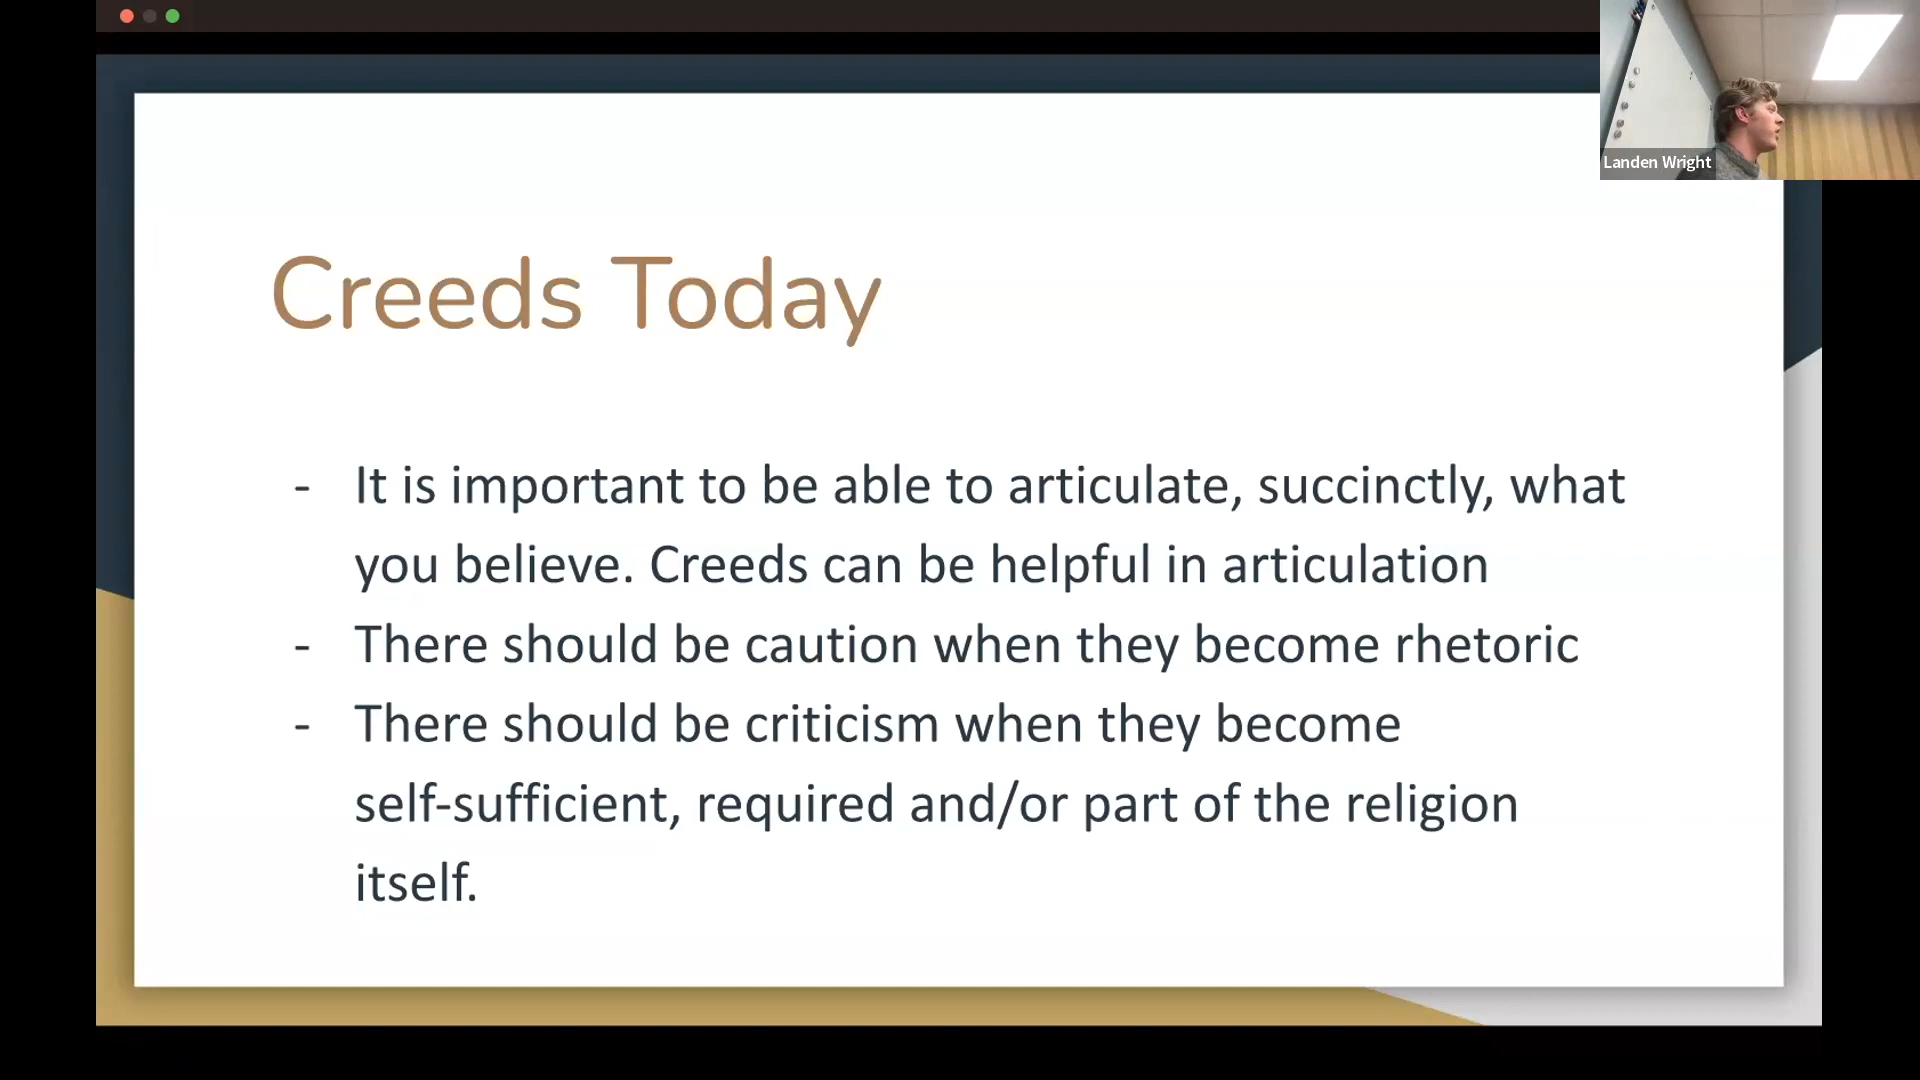 Landen Wright
Creeds Today
- It is important to be able to articulate, succinctly, what
you believe. Creeds can be helpful in articulation
- There should be caution when they become rhetoric
- There should be criticism when they become
self-sufficient, required and/or part of the religion
itself.